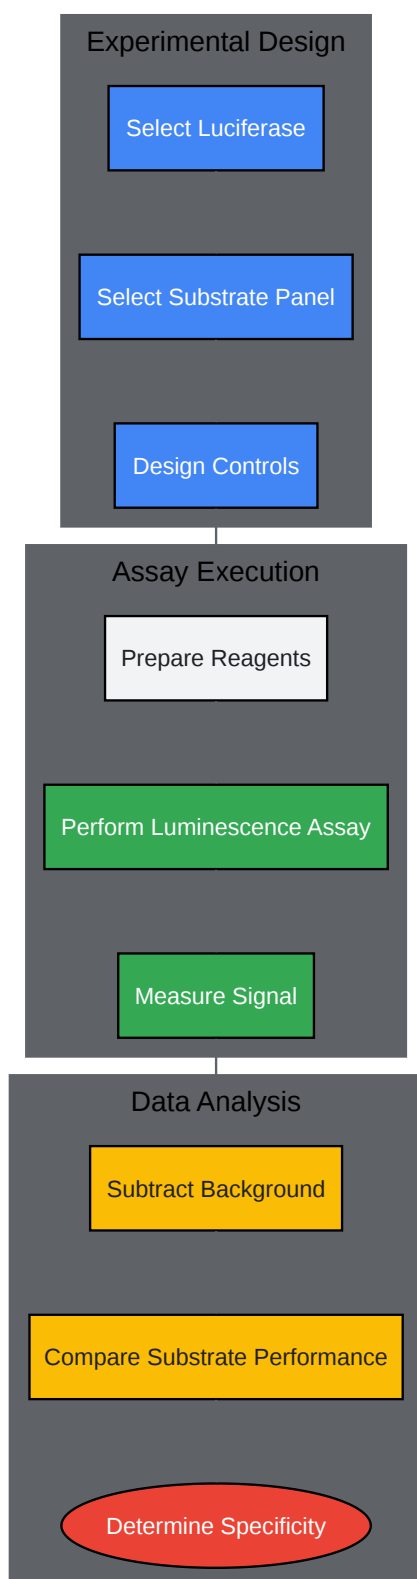 Experimental Design
Select Luciferase
Select Substrate Panel
Design Controls
Assay Execution
Prepare Reagents
Perform Luminescence Assay
Measure Signal
Data Analysis
Subtract Background
Compare Substrate Performance
Determine Specificity